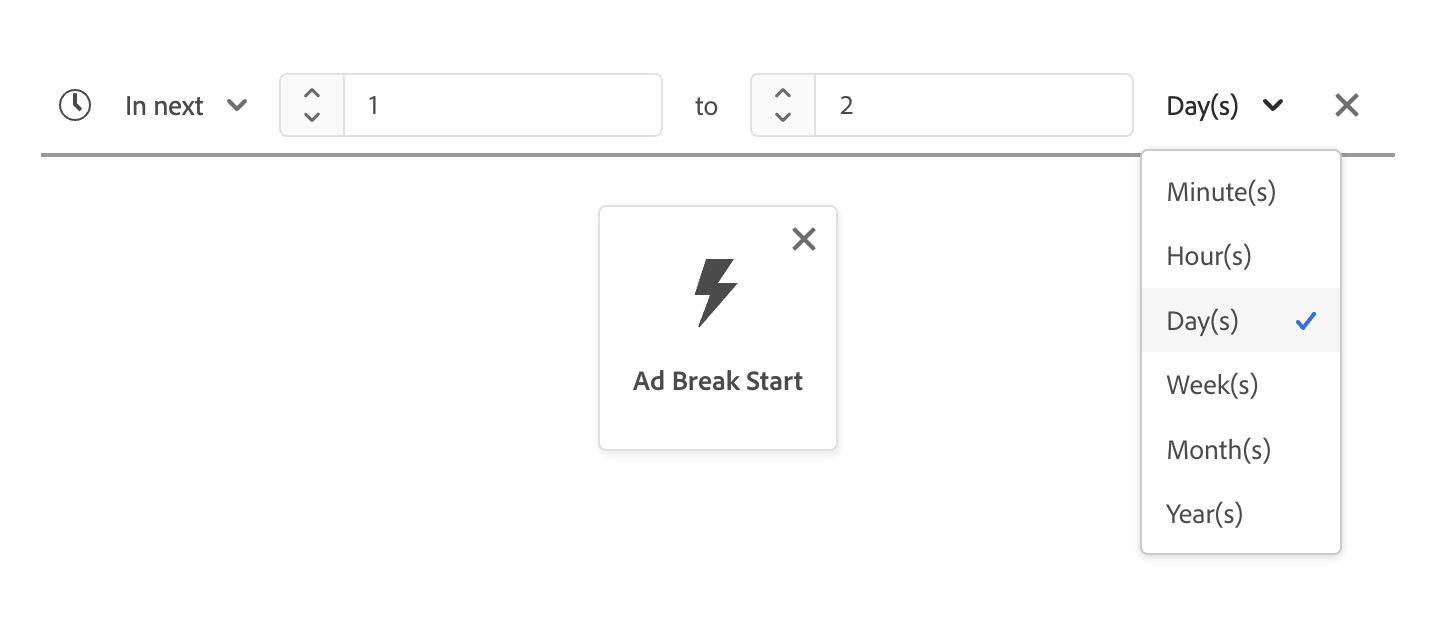 In next 1 to 2 Day(s)
Minute(s)
Hour(s)
Day(s)
Ad Break Start
Week(s)
Month(s)
Year(s)